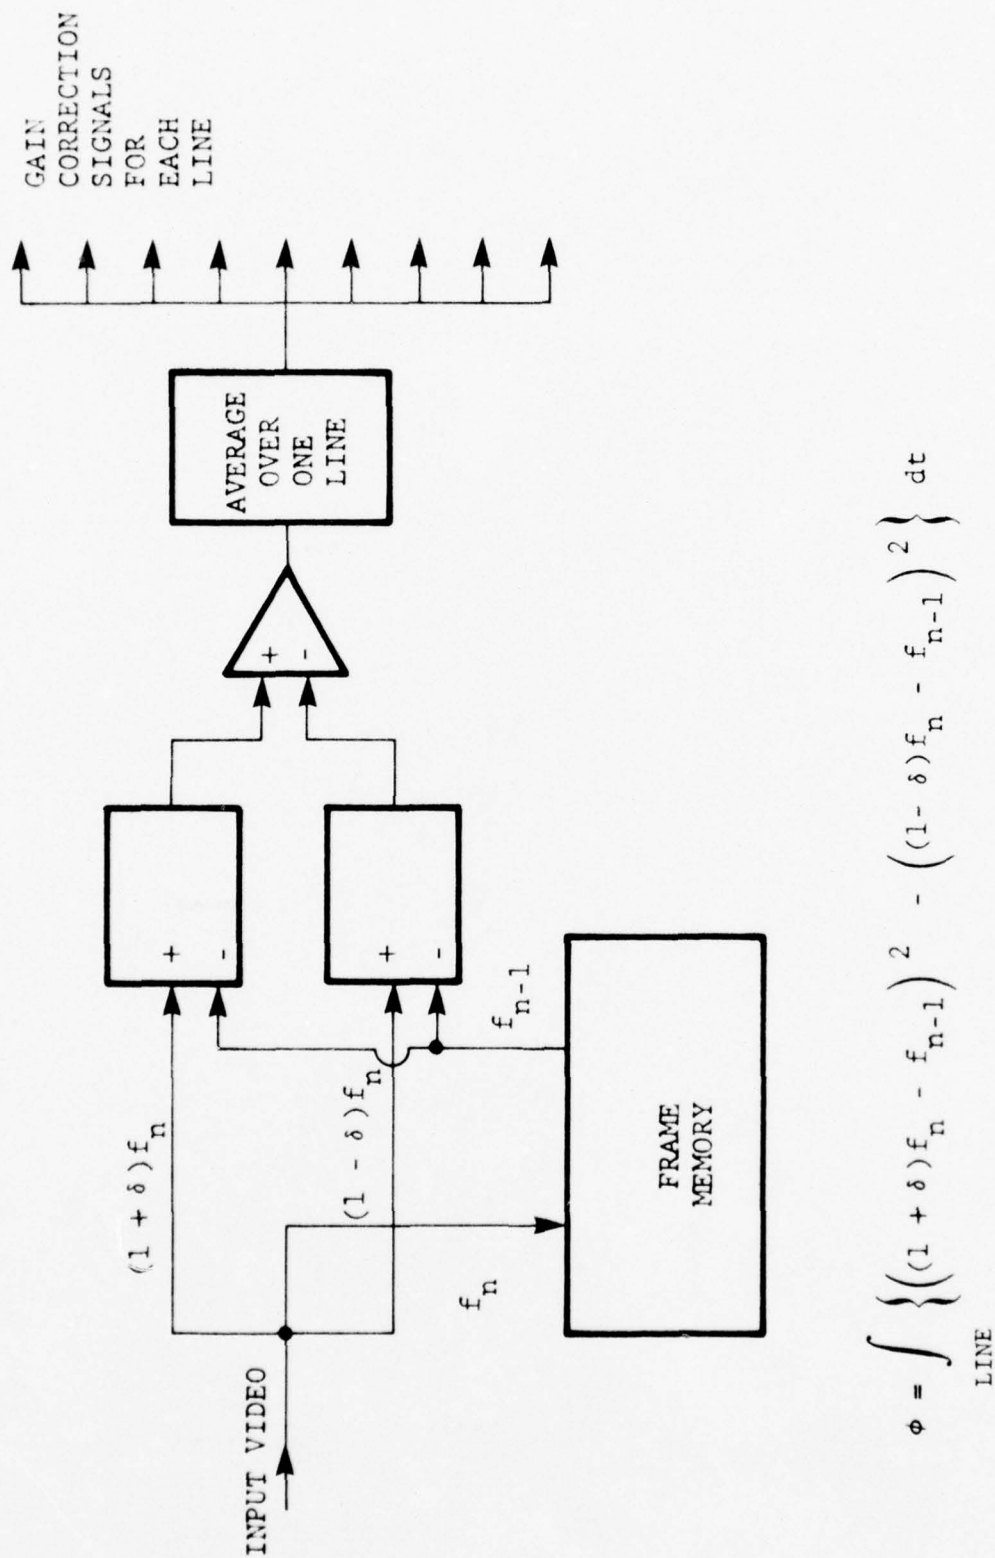 GAIN
CORRECTION
SIGNALS
FOR
EACH
LINE
AVERAGE
OVER
ONE
LINE
+
-
+
-
+
-
(1 + δ)f_n
(1 - δ)f_n
f_{n-1}
INPUT VIDEO
f_n
FRAME
MEMORY
φ = ∫_{LINE} {((1 + δ)f_n - f_{n-1})^2 - ((1- δ)f_n - f_{n-1})^2} dt